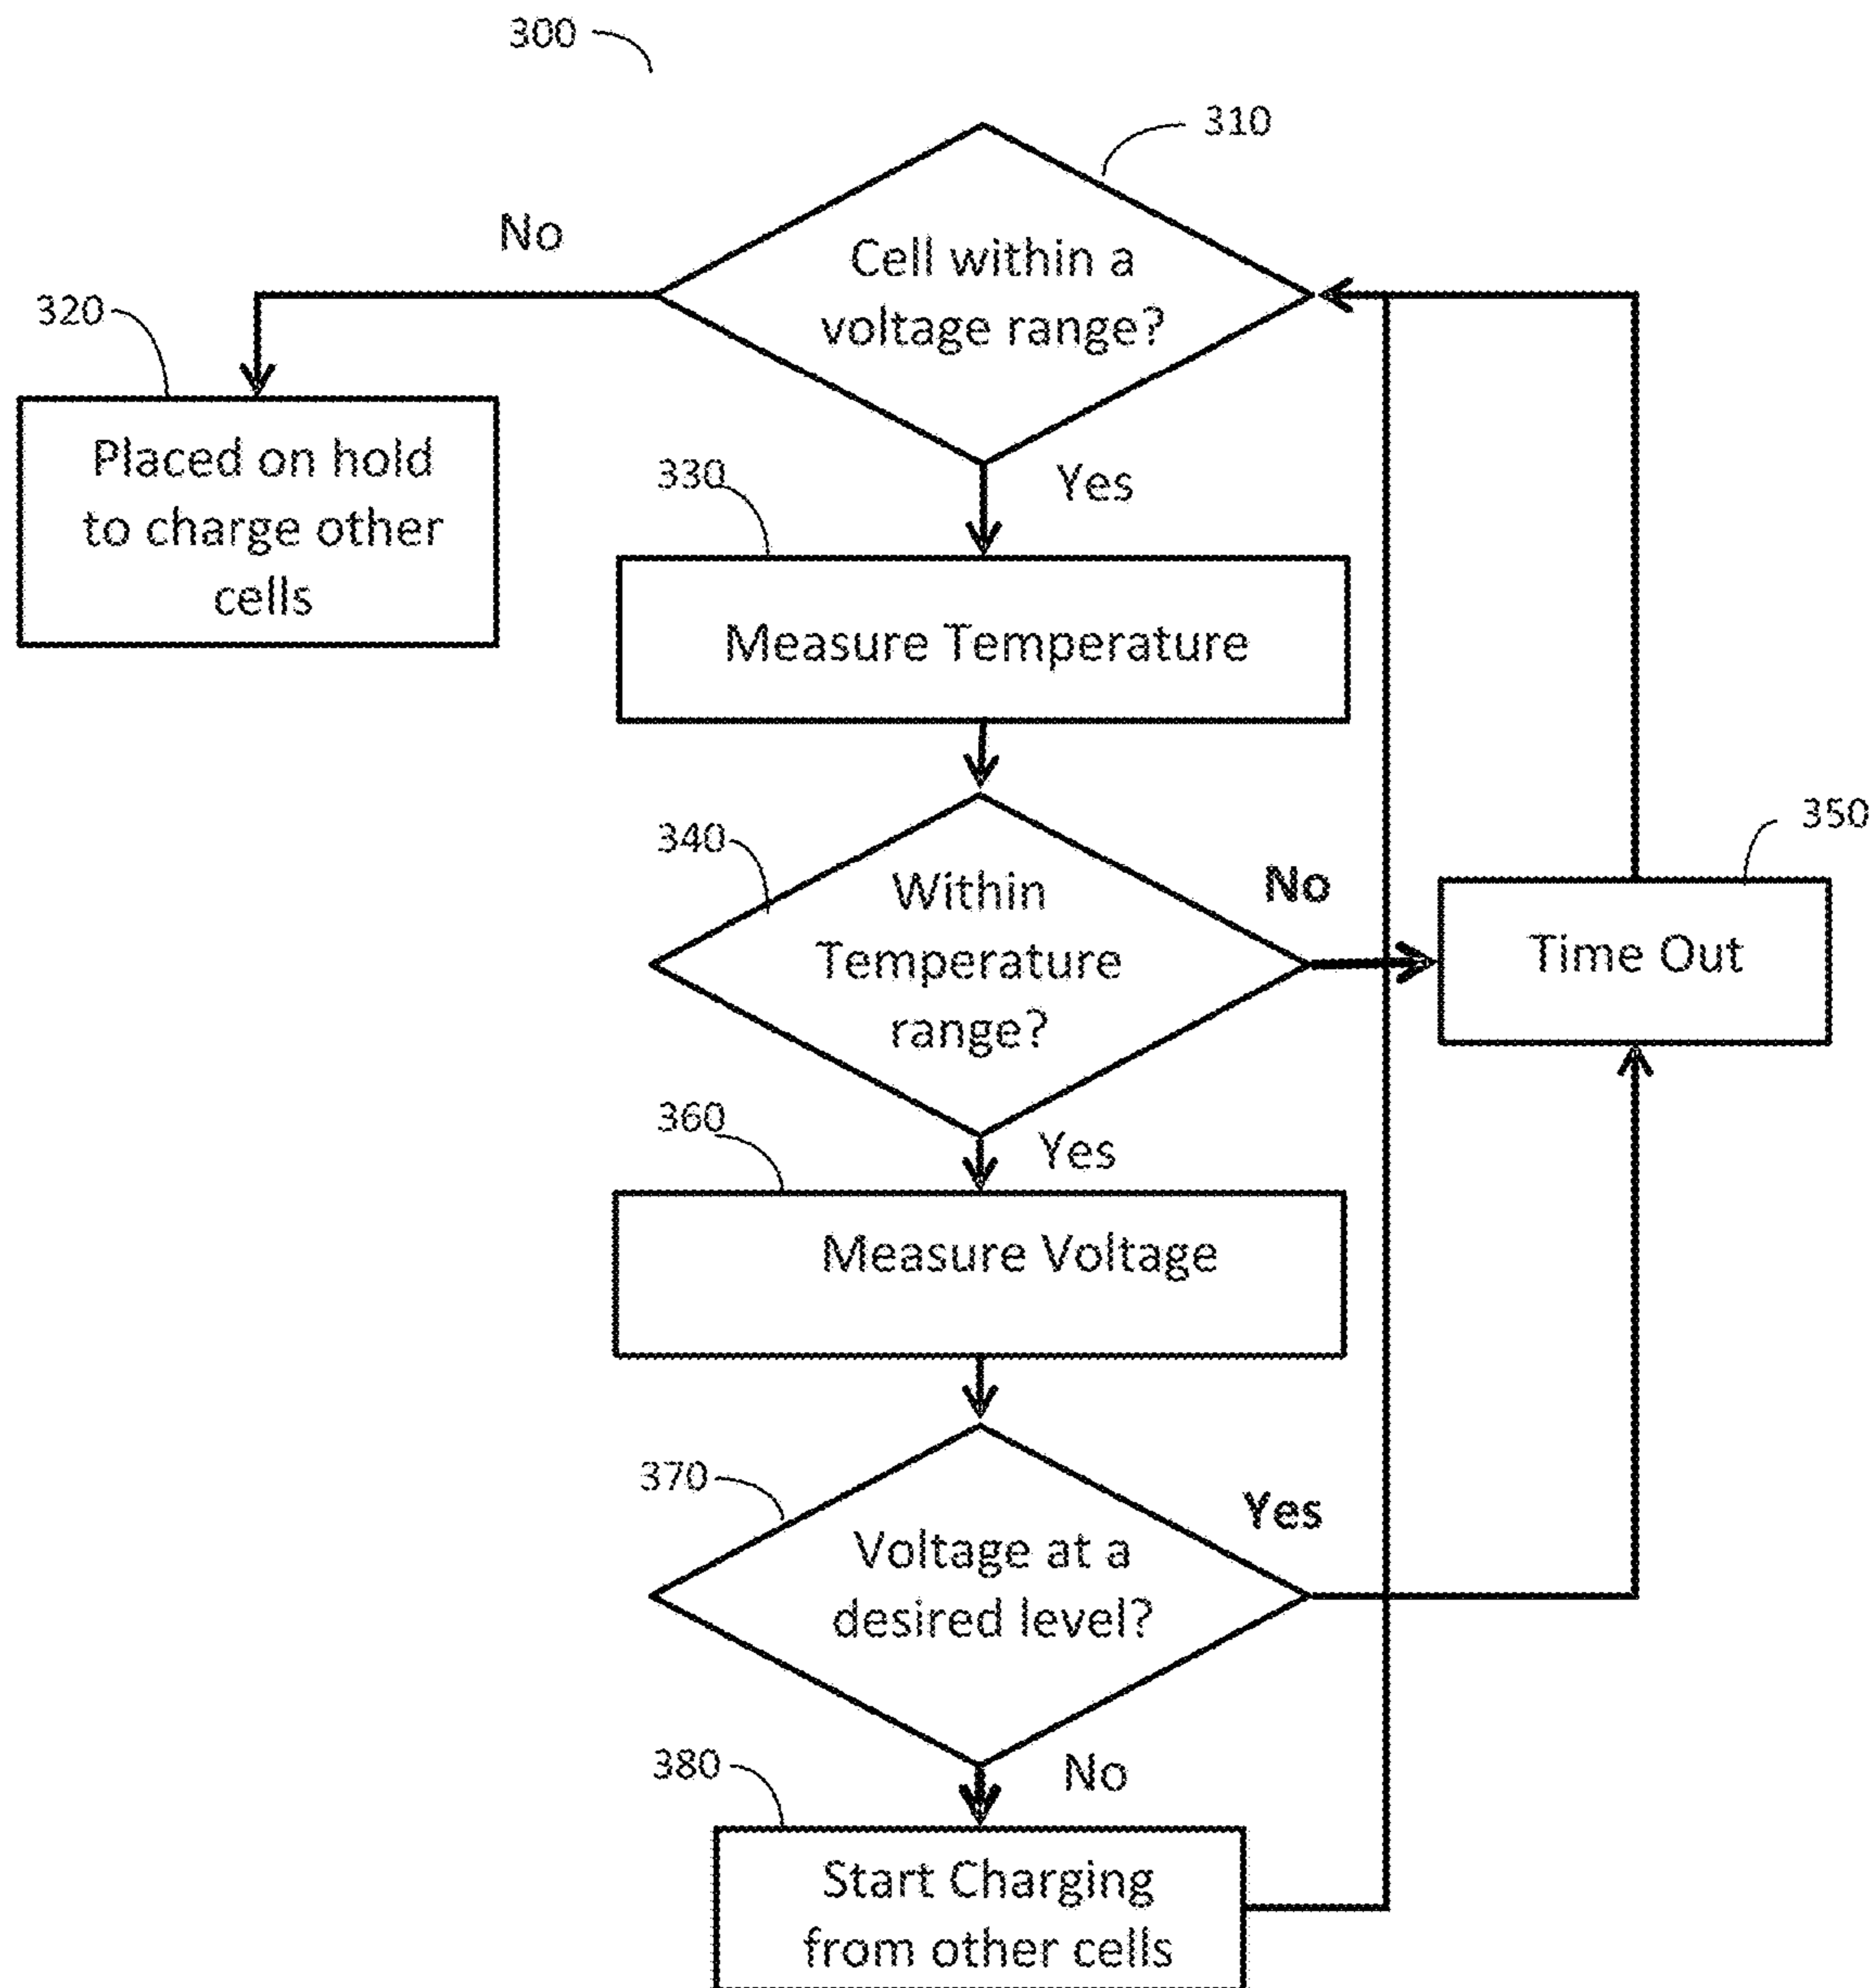 300
310
No
Cell within a
voltage range?
320
Placed on hold
to charge other
cells
330
Yes
Measure Temperature
340
Within
Temperature
range?
No
350
Time Out
360
Yes
Measure Voltage
370
Voltage at a
desired level?
Yes
380
No
Start Charging
from other cells